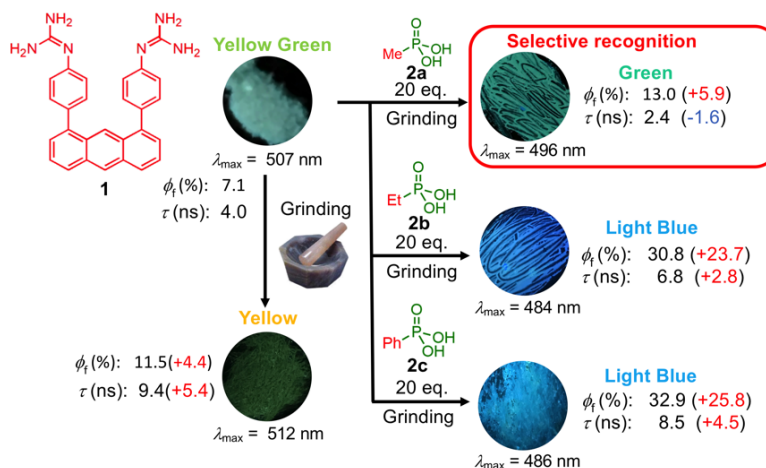 NH₂ NH₂
NH₂ N N NH₂
1
Yellow Green
λmax = 507 nm
ϕf (%): 7.1
τ (ns): 4.0
Grinding
Yellow
ϕf (%): 11.5(+4.4)
τ (ns): 9.4(+5.4)
λmax = 512 nm
O
Me P OH
OH
2a
20 eq.
Grinding
Selective recognition
Green
ϕf (%): 13.0 (+5.9)
τ (ns): 2.4 (-1.6)
λmax = 496 nm
O
Et P OH
OH
2b
20 eq.
Grinding
Light Blue
ϕf (%): 30.8 (+23.7)
τ (ns): 6.8 (+2.8)
λmax = 484 nm
O
Ph P OH
OH
2c
20 eq.
Grinding
Light Blue
ϕf (%): 32.9 (+25.8)
τ (ns): 8.5 (+4.5)
λmax = 486 nm